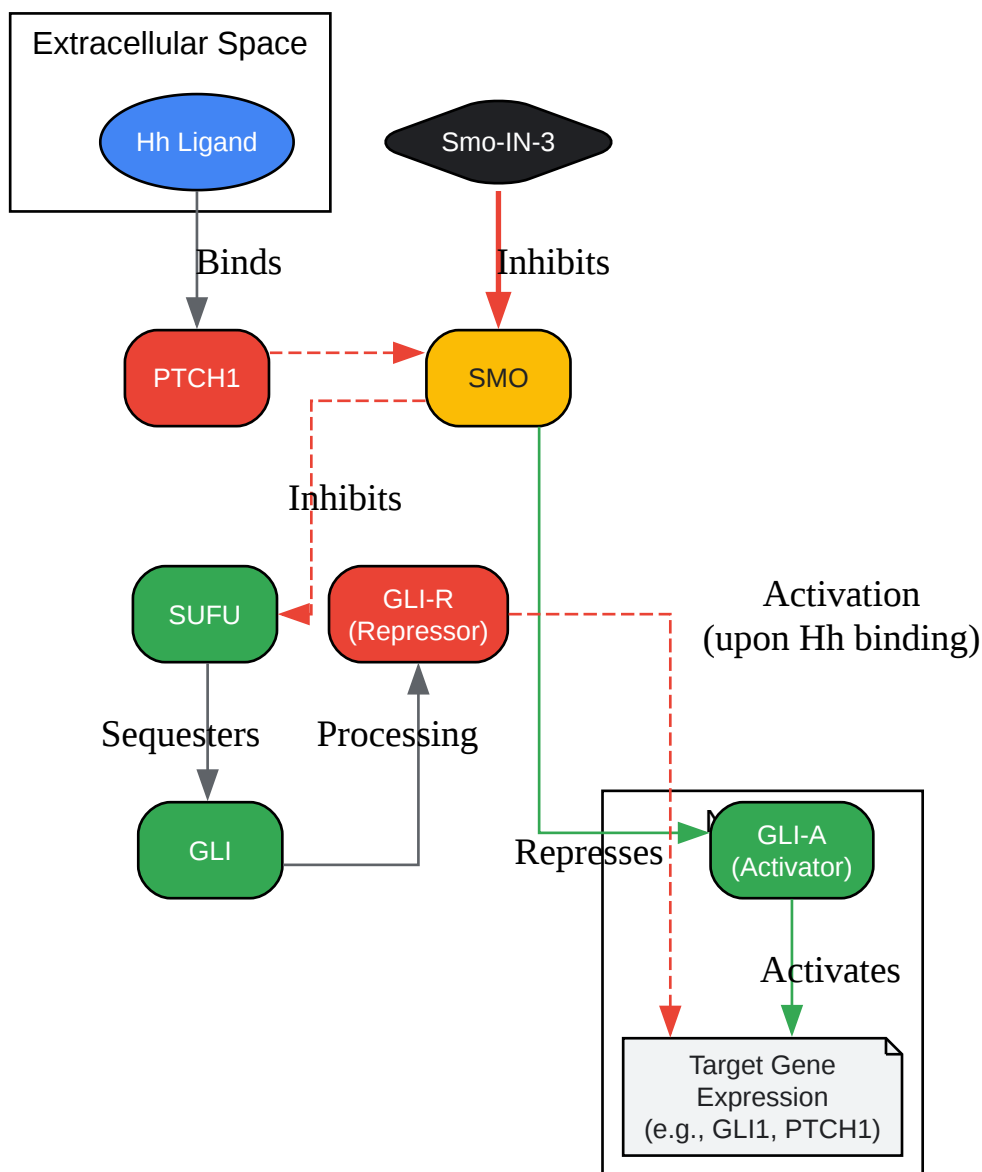 Extracellular Space
Hh Ligand
Smo-IN-3
Binds
Inhibits
PTCH1
SMO
Inhibits
SUFU
GLI-R
(Repressor)
Activation
(upon Hh binding)
Sequesters
Processing
GLI
GLI-A
(Activator)
Represses
Activates
Target Gene
Expression
(e.g., GLI1, PTCH1)